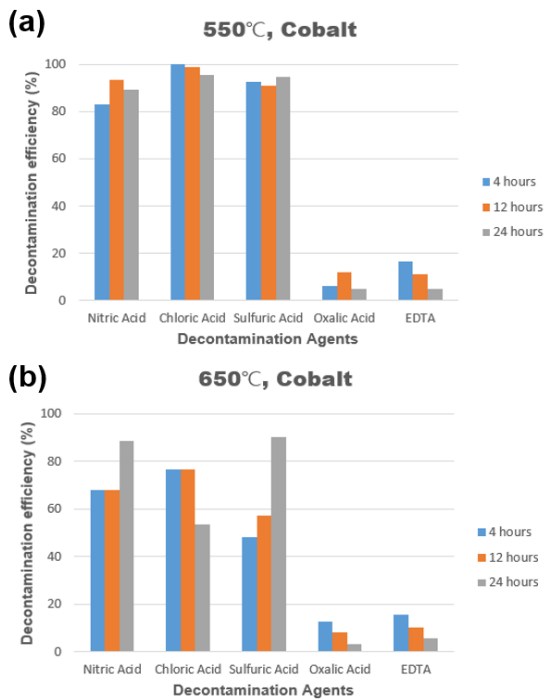 (a)
550℃, Cobalt
Decontamination efficiency (%)
100
80
60
40
20
0
Nitric Acid Chloric Acid Sulfuric Acid Oxalic Acid EDTA
Decontamination Agents
4 hours
12 hours
24 hours
(b)
650℃, Cobalt
Decontamination efficiency (%)
100
80
60
40
20
0
Nitric Acid Chloric Acid Sulfuric Acid Oxalic Acid EDTA
Decontamination Agents
4 hours
12 hours
24 hours